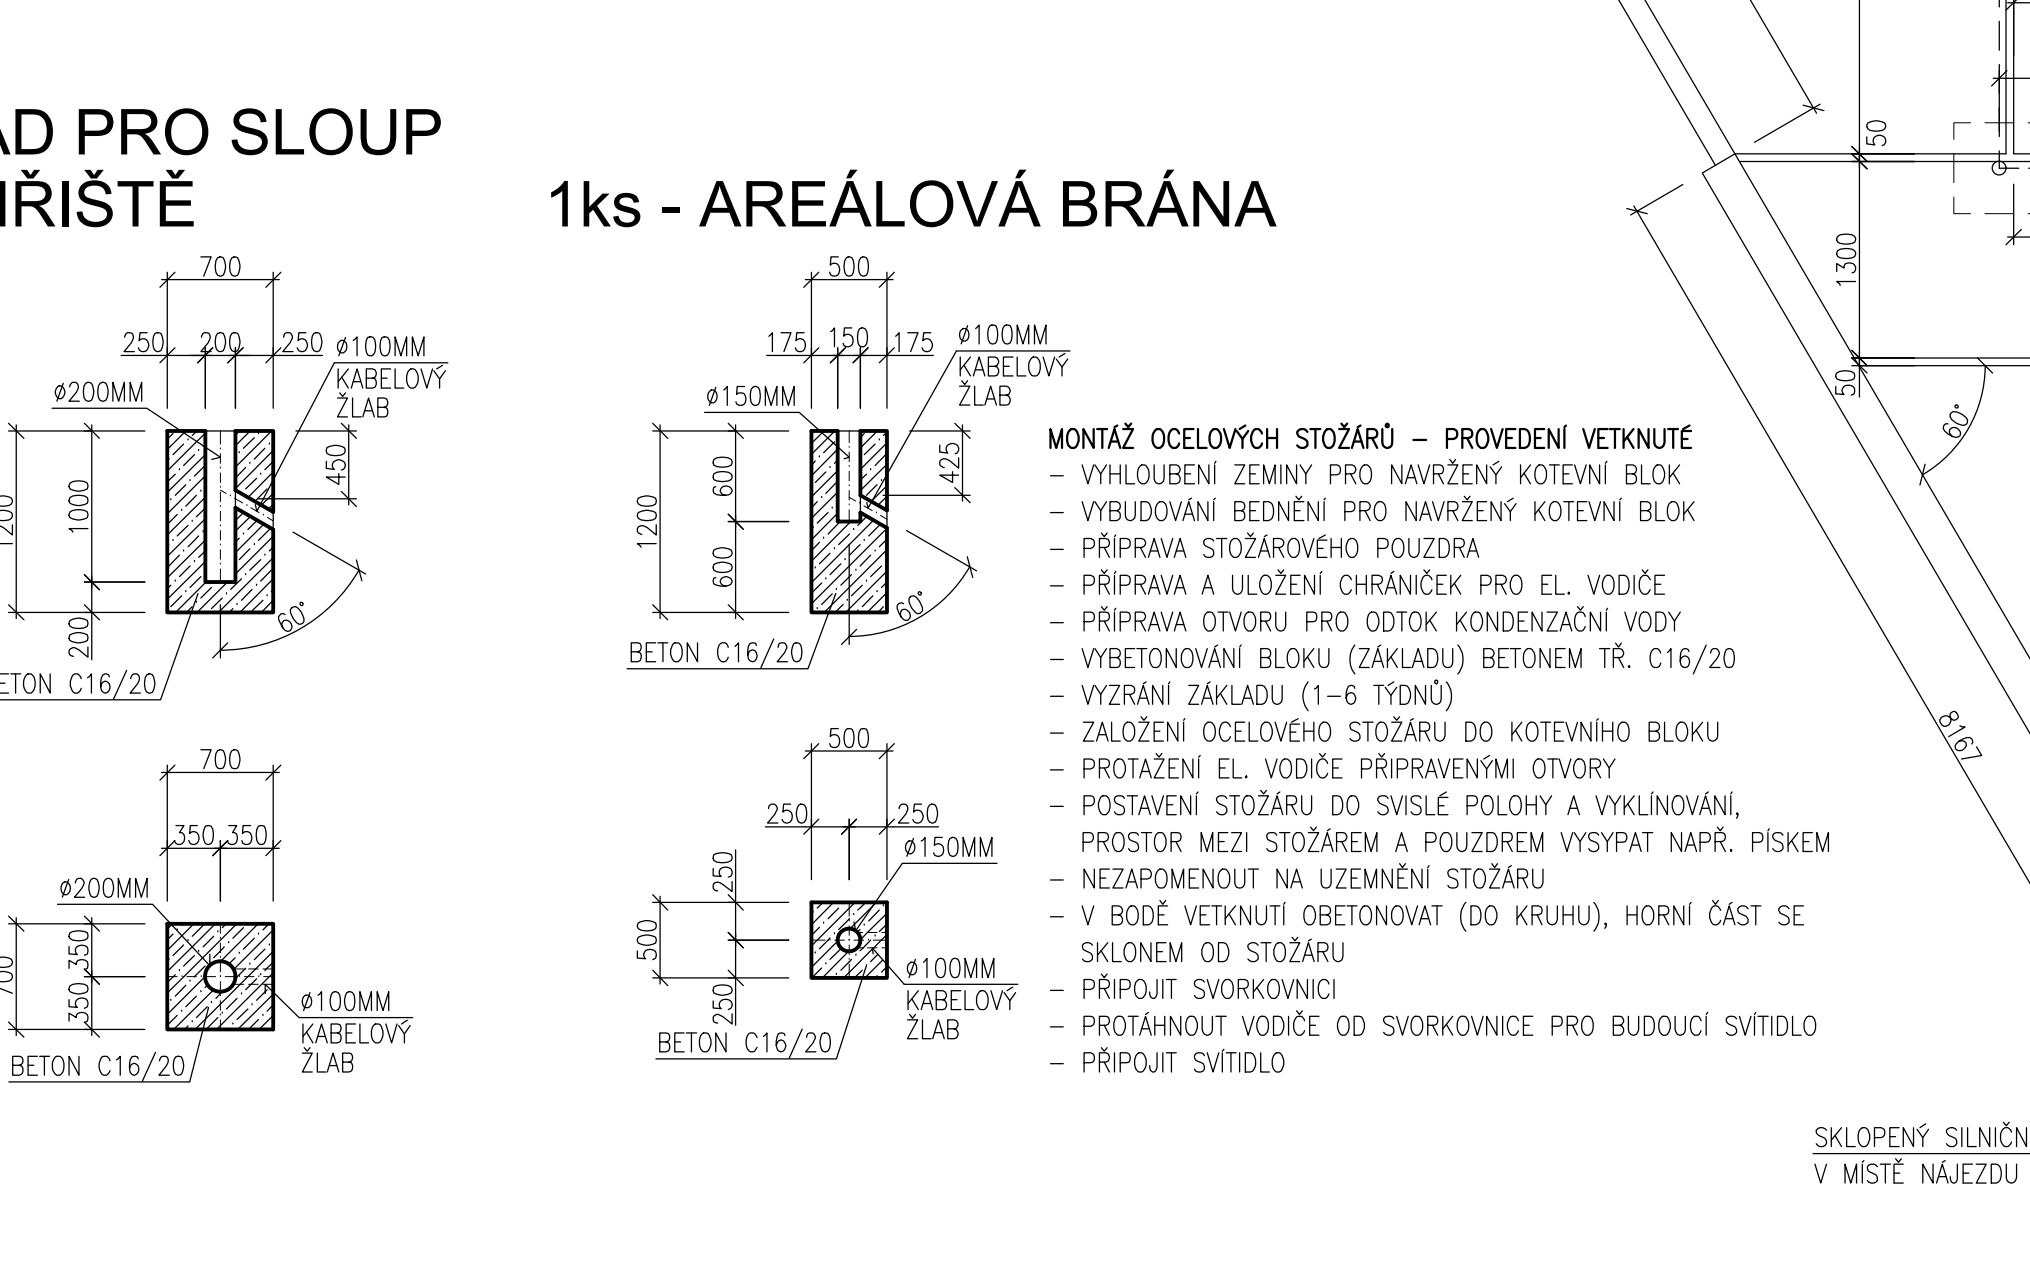 AD PRO SLOUP
HŘIŠTĚ
1ks - AREÁLOVÁ BRÁNA
700
250 200 250
ø100MM
KABELOVÝ
ŽLAB
ø200MM
450
1000
1200
200
60°
BETON C16/20
700
350 350
ø200MM
350
700
350
ø100MM
KABELOVÝ
ŽLAB
BETON C16/20
500
175 150 175
ø100MM
KABELOVÝ
ŽLAB
ø150MM
425
600
1200
600
60°
BETON C16/20
500
250 250
ø150MM
250
500
250
ø100MM
KABELOVÝ
ŽLAB
BETON C16/20
MONTÁŽ OCELOVÝCH STOŽÁRŮ – PROVEDENÍ VETKNUTÉ
– VYHLOUBENÍ ZEMINY PRO NAVRŽENÝ KOTEVNÍ BLOK
– VYBUDOVÁNÍ BEDNĚNÍ PRO NAVRŽENÝ KOTEVNÍ BLOK
– PŘÍPRAVA STOŽÁROVÉHO POUZDRA
– PŘÍPRAVA A ULOŽENÍ CHRÁNIČEK PRO EL. VODIČE
– PŘÍPRAVA OTVORU PRO ODTOK KONDENZAČNÍ VODY
– VYBETONOVÁNÍ BLOKU (ZÁKLADU) BETONEM TŘ. C16/20
– VYZRÁNÍ ZÁKLADU (1–6 TÝDNŮ)
– ZALOŽENÍ OCELOVÉHO STOŽÁRU DO KOTEVNÍHO BLOKU
– PROTAŽENÍ EL. VODIČE PŘIPRAVENÝMI OTVORY
– POSTAVENÍ STOŽÁRU DO SVISLÉ POLOHY A VYKLÍNOVÁNÍ,
PROSTOR MEZI STOŽÁREM A POUZDREM VYSYPAT NAPŘ. PÍSKEM
– NEZAPOMENOUT NA UZEMNĚNÍ STOŽÁRU
– V BODĚ VETKNUTÍ OBETONOVAT (DO KRUHU), HORNÍ ČÁST SE
SKLONEM OD STOŽÁRU
– PŘIPOJIT SVORKOVNICI
– PROTÁHNOUT VODIČE OD SVORKOVNICE PRO BUDOUCÍ SVÍTIDLO
– PŘIPOJIT SVÍTIDLO
50
1300
50
60°
8167
SKLOPENÝ SILNIČN
V MÍSTĚ NÁJEZDU